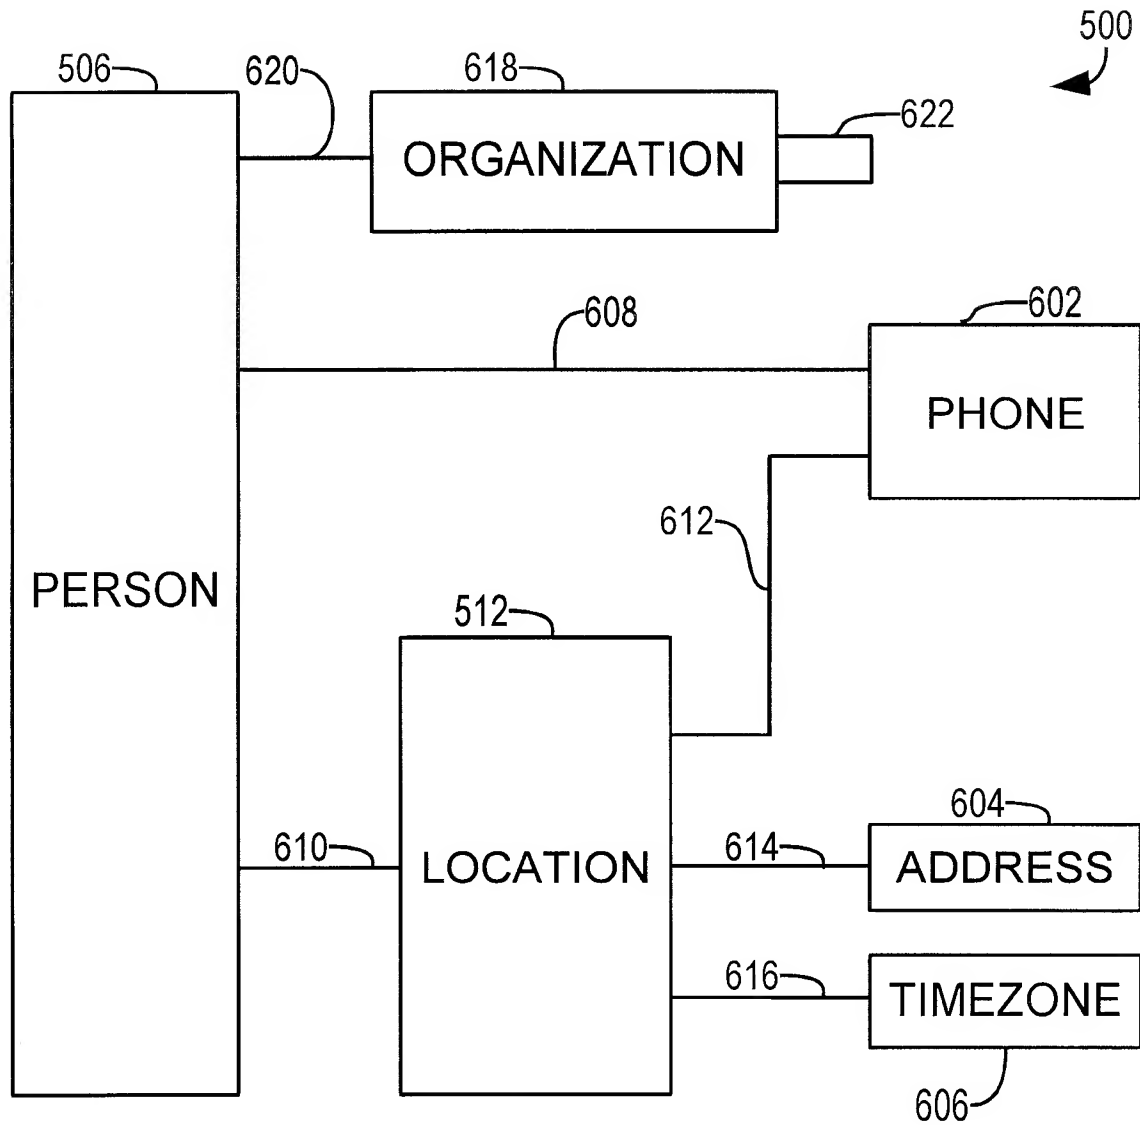 500
506
620
618
622
ORGANIZATION
608
602
PHONE
612
PERSON
512
604
610
LOCATION
614
ADDRESS
616
TIMEZONE
606